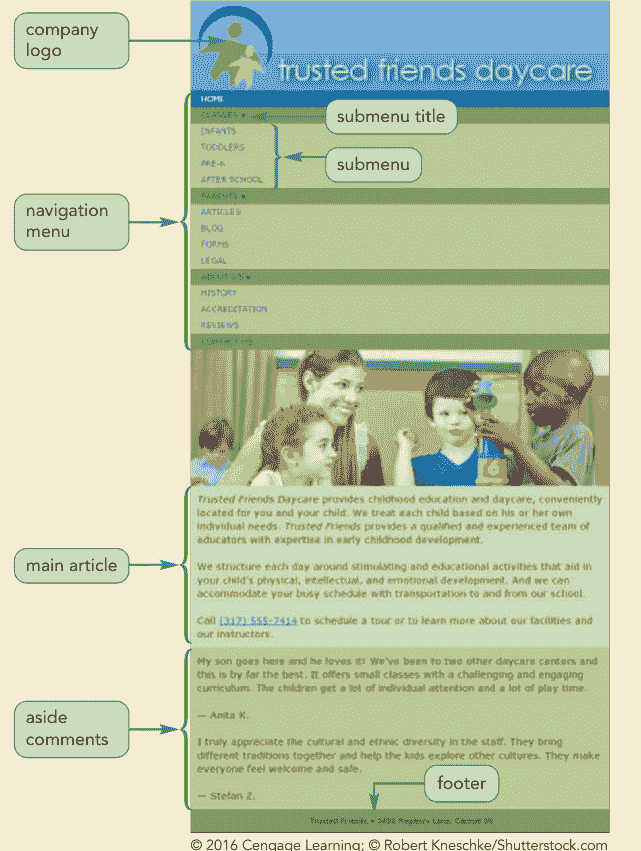 company
logo
trusted friends daycare
HOME
CLASSES
submenu title
INFANTS
TODDLERS
submenu
PRE-K
AFTER SCHOOL
navigation
menu
PARENTS
ARTICLES
BLOG
FORMS
LEGAL
ABOUT US
HISTORY
ACCREDITATION
REVIEWS
CONTACT US
main article
Trusted Friends Daycare provides childhood education and daycare, conveniently
located for you and your child. We treat each child based on his or her own
individual needs. Trusted Friends provides a qualified and experienced team of
educators with expertise in early childhood development.
We structure each day around stimulating and educational activities that aid in
your child's physical, intellectual, and emotional development. And we can
accommodate your busy schedule with transportation to and from our school.
Call (317) 555-7414 to schedule a tour or to learn more about our facilities and
our instructors.
aside
comments
My son goes here and he loves it! We've been to two other daycare centers and
this is by far the best. It offers small classes with a challenging and engaging
curriculum. The children get a lot of individual attention and a lot of play time.
— Anita K.
I truly appreciate the cultural and ethnic diversity in the staff. They bring
different traditions together and help the kids explore other cultures. They make
everyone feel welcome and safe.
— Stefan Z.
footer
Trusted Friends
© 2016 Cengage Learning; © Robert Kneschke/Shutterstock.com